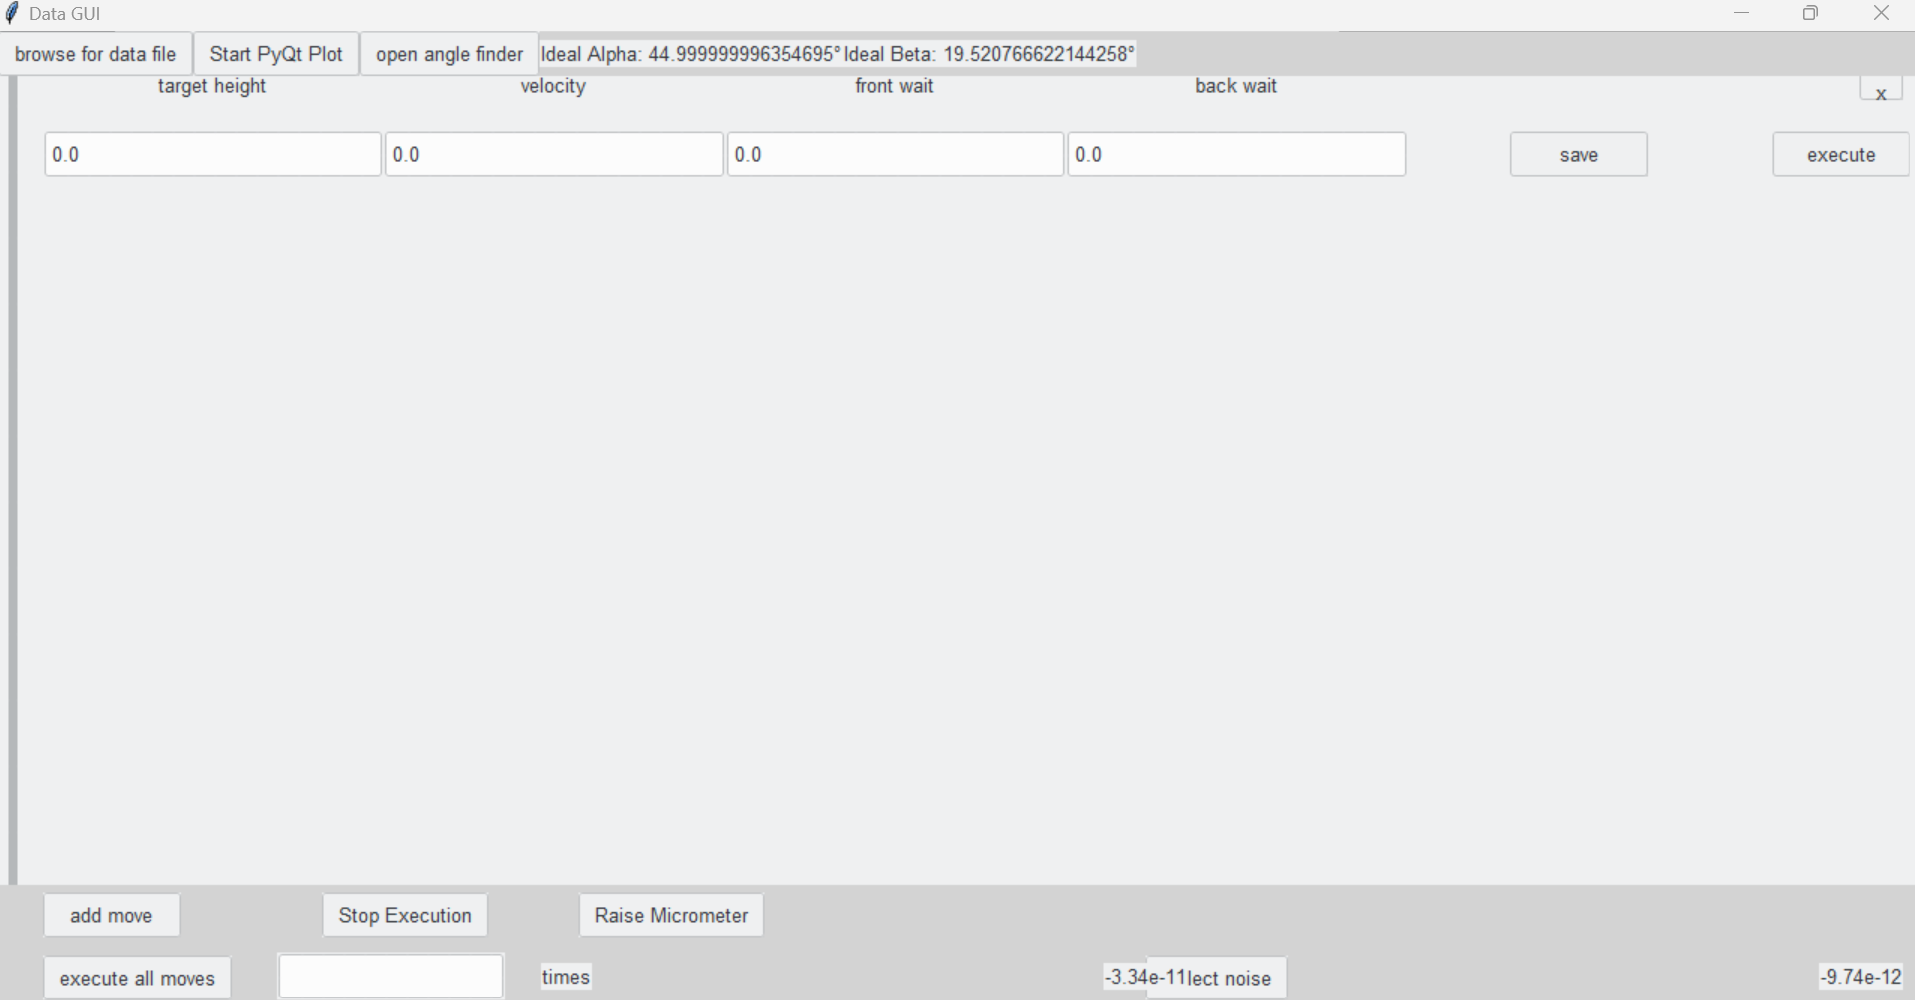 Data GUI
browse for data file Start PyQt Plot open angle finder Ideal Alpha: 44.999999996354695° Ideal Beta: 19.520766622144258°
target height velocity front wait back wait x
0.0 0.0 0.0 0.0 save execute
add move Stop Execution Raise Micrometer
execute all moves times -3.34e-11 lect noise -9.74e-12